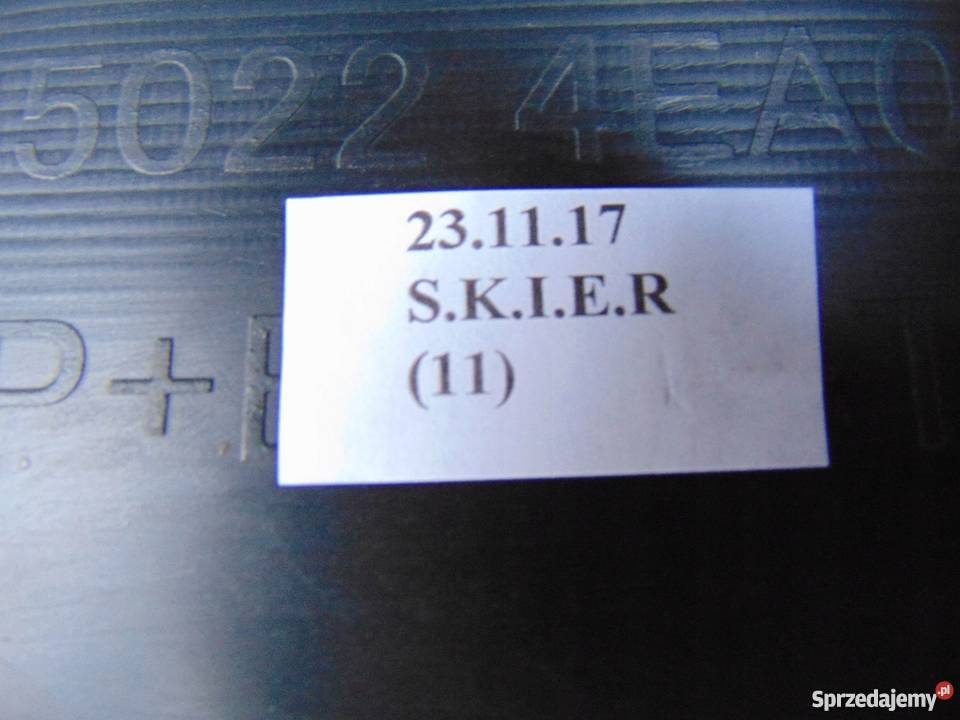 5022 4EA0
23.11.17
S.K.I.E.R
(11)
P+E
Sprzedajemy.pl